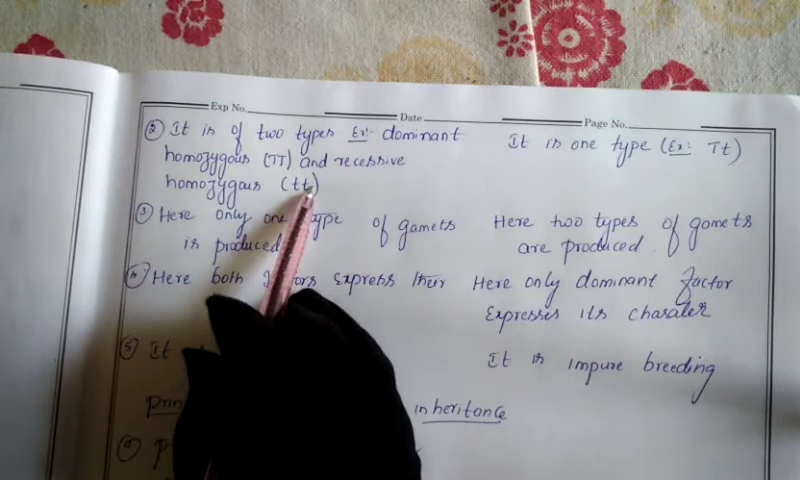 Exp No. Date Page No.
② It is of two types Ex:- dominant
homozygous (TT) and recessive
homozygous (tt)
It is one type (Ex: Tt)
③ Here only one type of gamets
is produced
Here two types of gamets
are produced.
④ Here both express their
Here only dominant factor
Expresses its charater
⑤ It
It is impure breeding
inheritance